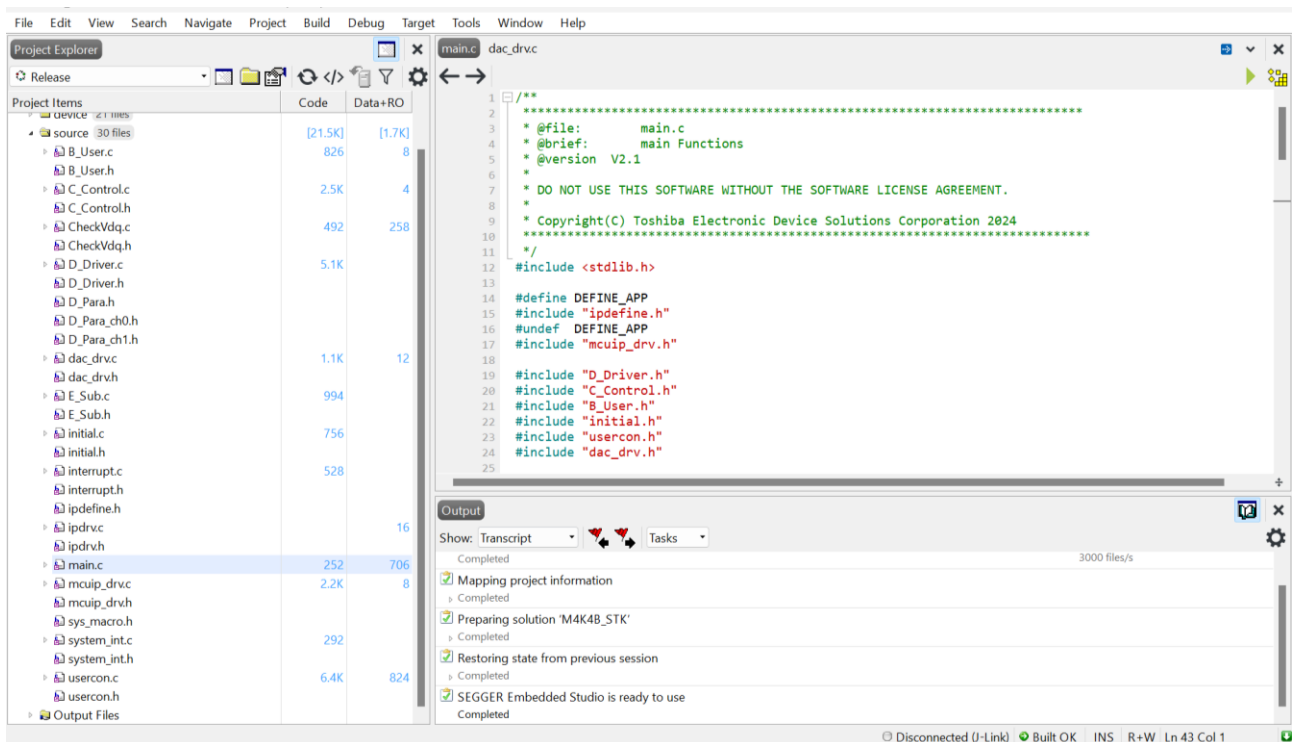 File Edit View Search Navigate Project Build Debug Target Tools Window Help
Project Explorer
Release
Project Items Code Data+RO
device 21 files
source 30 files [21.5K] [1.7K]
B_User.c 826 8
B_User.h
C_Control.c 2.5K 4
C_Control.h
CheckVdq.c 492 258
CheckVdq.h
D_Driver.c 5.1K
D_Driver.h
D_Para.h
D_Para_ch0.h
D_Para_ch1.h
dac_drv.c 1.1K 12
dac_drv.h
E_Sub.c 994
E_Sub.h
initial.c 756
initial.h
interrupt.c 528
interrupt.h
ipdefine.h
ipdrv.c 16
ipdrv.h
main.c 252 706
mcuip_drv.c 2.2K 8
mcuip_drv.h
sys_macro.h
system_int.c 292
system_int.h
usercon.c 6.4K 824
usercon.h
Output Files
main.c dac_drv.c
1 /**
2 *****************************************************************************
3 * @file: main.c
4 * @brief: main Functions
5 * @version V2.1
6 *
7 * DO NOT USE THIS SOFTWARE WITHOUT THE SOFTWARE LICENSE AGREEMENT.
8 *
9 * Copyright(C) Toshiba Electronic Device Solutions Corporation 2024
10 ******************************************************************************
11 */
12 #include <stdlib.h>
13
14 #define DEFINE_APP
15 #include "ipdefine.h"
16 #undef DEFINE_APP
17 #include "mcuip_drv.h"
18
19 #include "D_Driver.h"
20 #include "C_Control.h"
21 #include "B_User.h"
22 #include "initial.h"
23 #include "usercon.h"
24 #include "dac_drv.h"
25
Output
Show: Transcript Tasks
Completed 3000 files/s
Mapping project information
Completed
Preparing solution 'M4K4B_STK'
Completed
Restoring state from previous session
Completed
SEGGER Embedded Studio is ready to use
Completed
Disconnected (J-Link) Built OK INS R+W Ln 43 Col 1